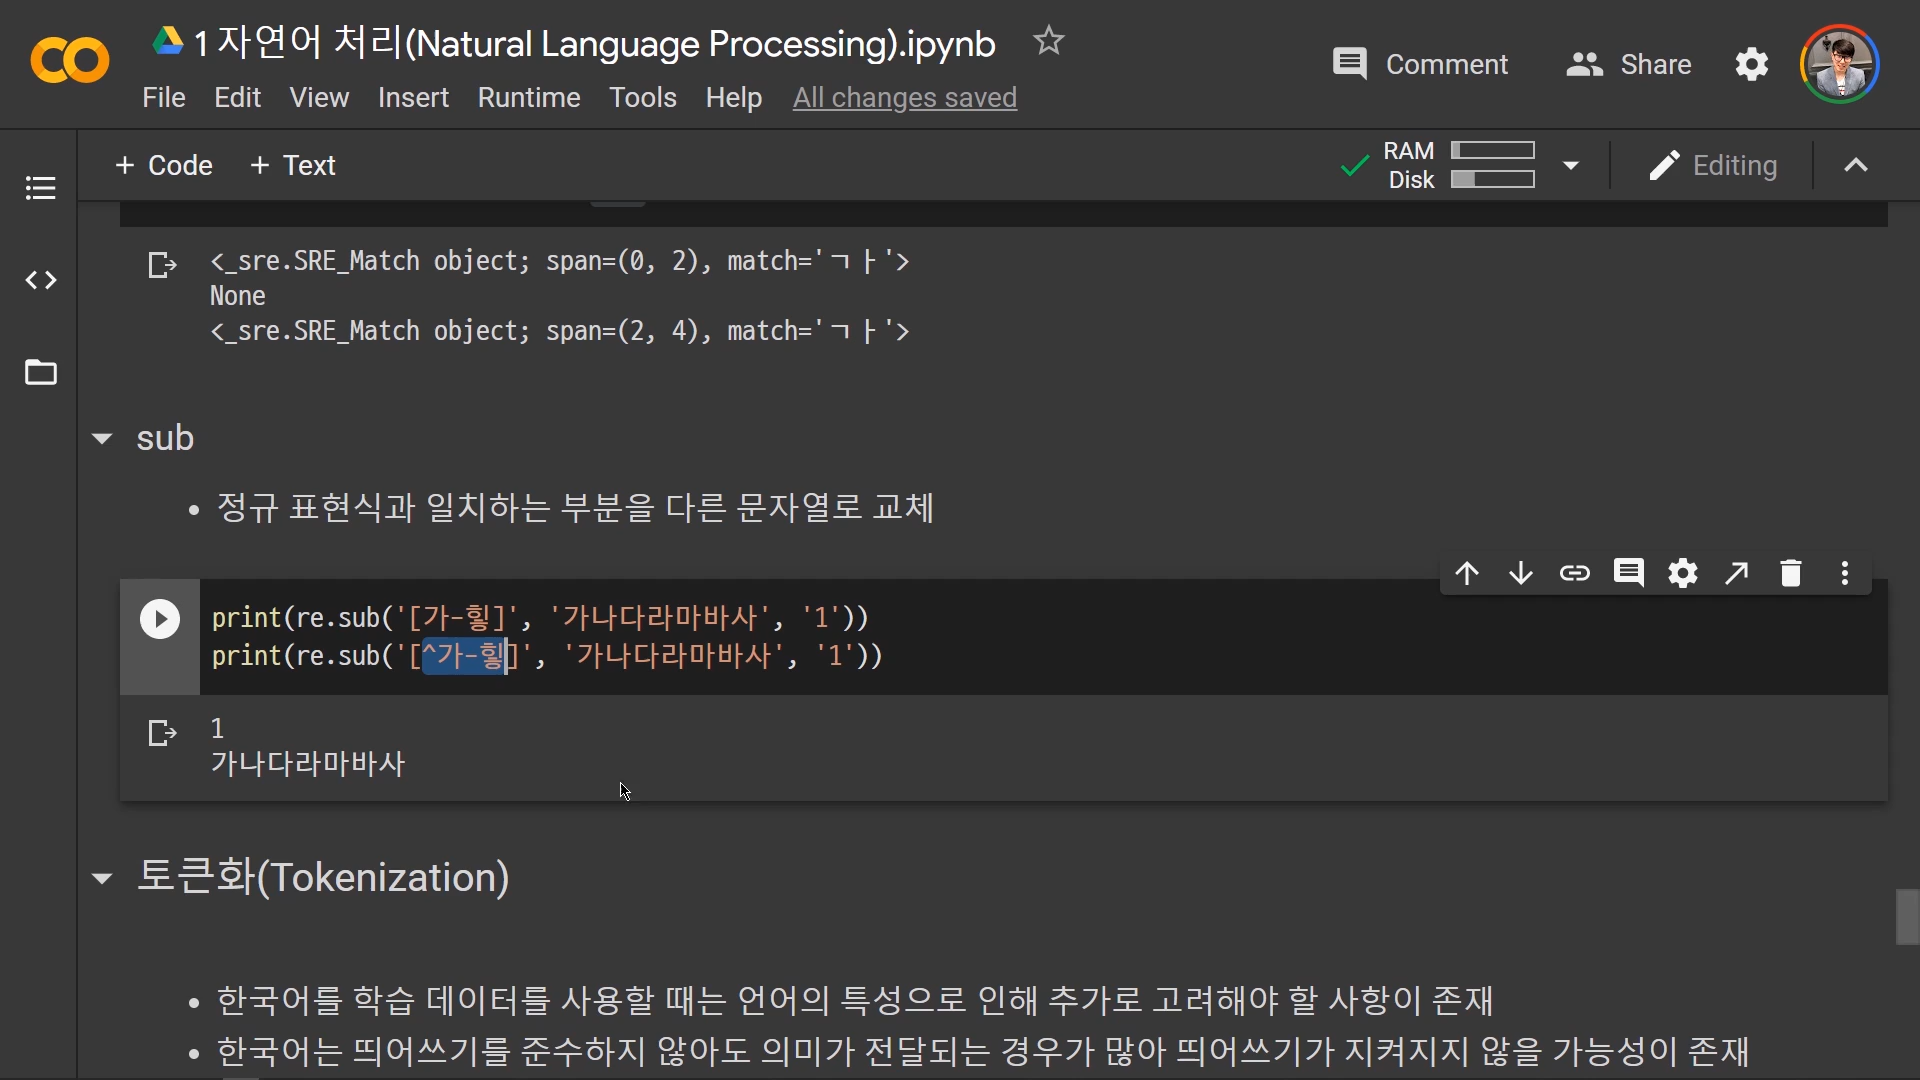 1 자연어 처리(Natural Language Processing).ipynb
Comment
Share
File Edit View Insert Runtime Tools Help All changes saved
+ Code + Text
RAM
Disk
Editing
<_sre.SRE_Match object; span=(0, 2), match='ㄱㅏ'>
None
<_sre.SRE_Match object; span=(2, 4), match='ㄱㅏ'>
sub
• 정규 표현식과 일치하는 부분을 다른 문자열로 교체
print(re.sub('[가-힣]', '가나다라마바사', '1'))
print(re.sub('[^가-힣]', '가나다라마바사', '1'))
1
가나다라마바사
토큰화(Tokenization)
• 한국어를 학습 데이터를 사용할 때는 언어의 특성으로 인해 추가로 고려해야 할 사항이 존재
• 한국어는 띄어쓰기를 준수하지 않아도 의미가 전달되는 경우가 많아 띄어쓰기가 지켜지지 않을 가능성이 존재